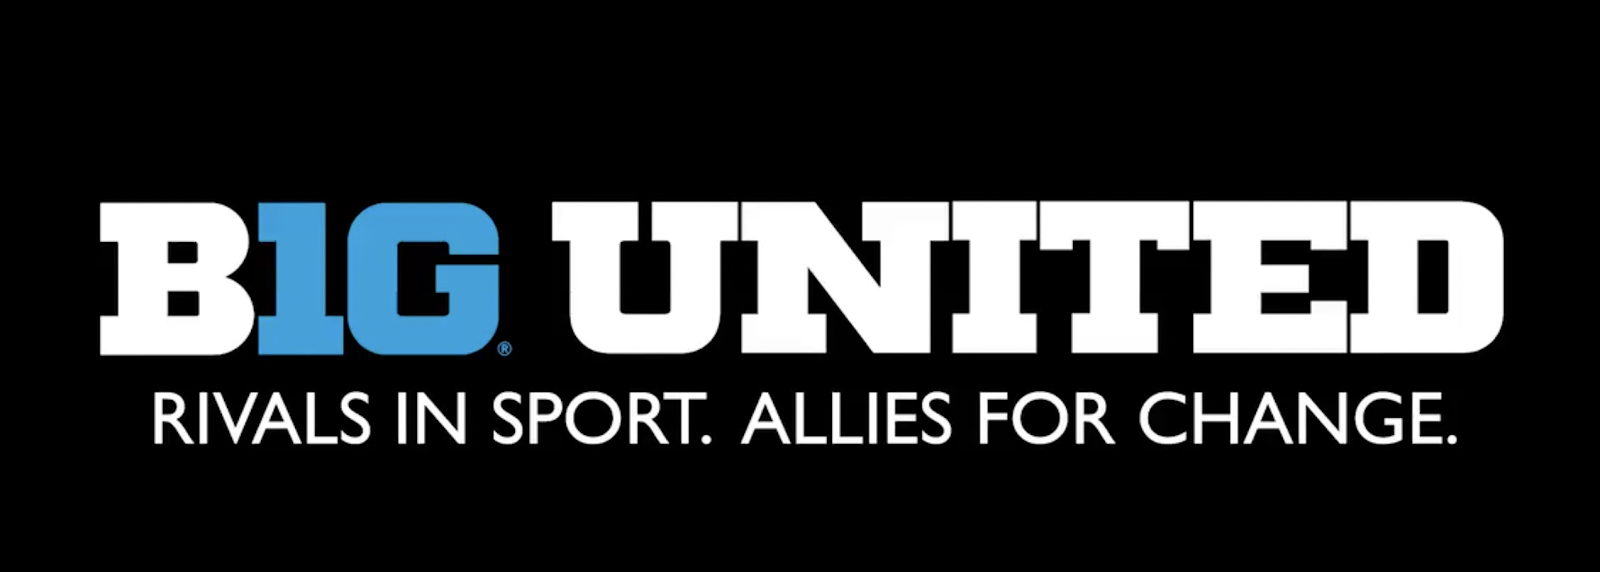 B1G® UNITED
RIVALS IN SPORT. ALLIES FOR CHANGE.